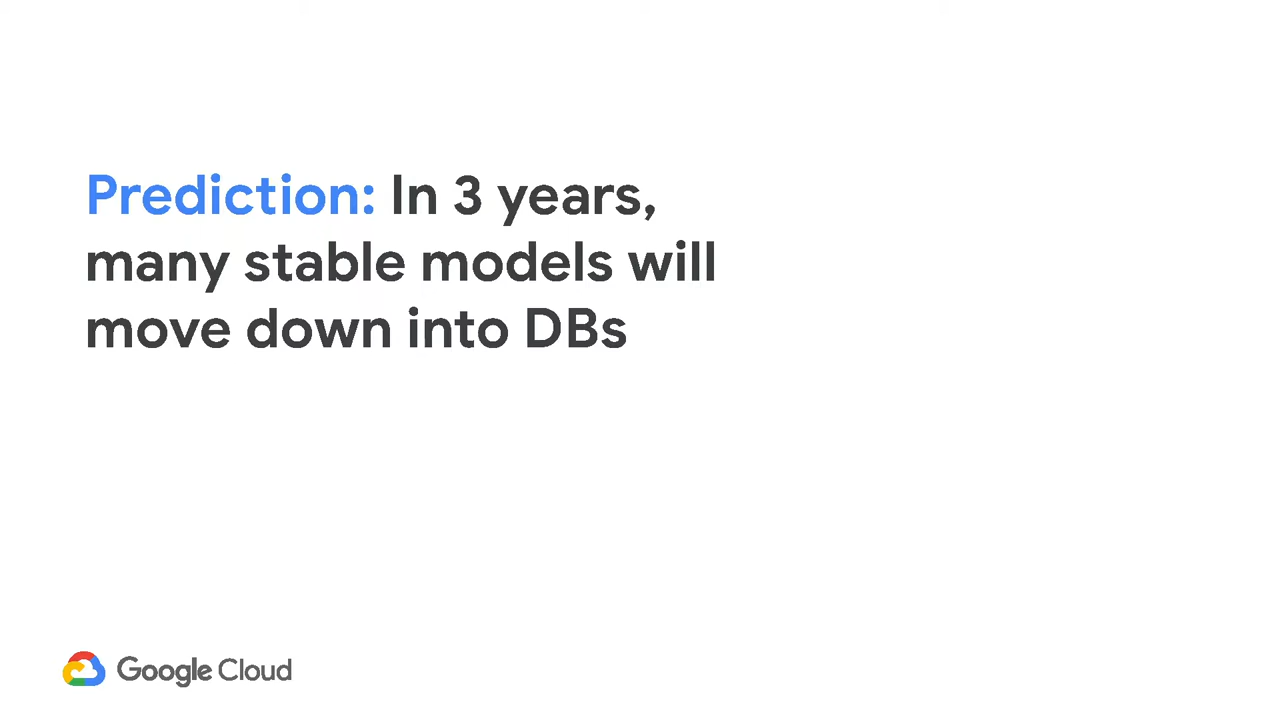 Prediction: In 3 years,
many stable models will
move down into DBs
Google Cloud